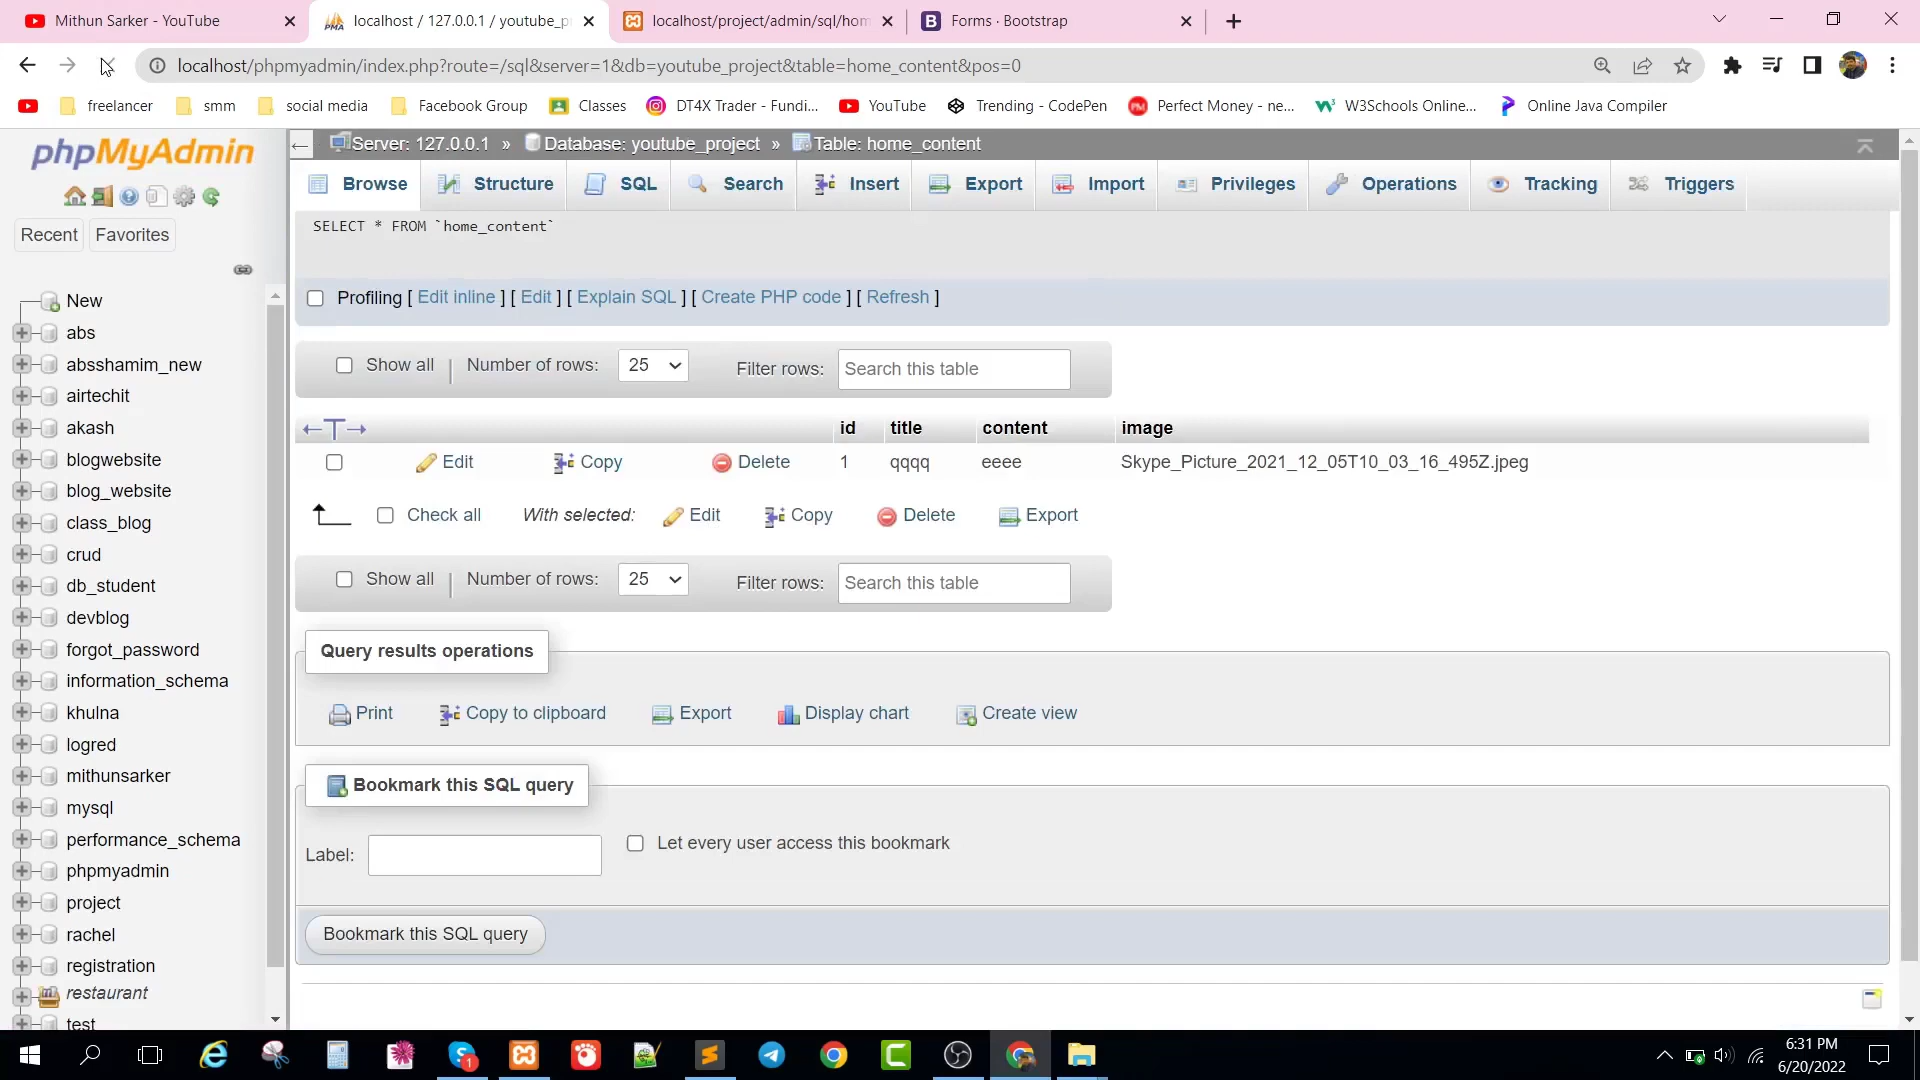 Mithun Sarker - YouTube
localhost / 127.0.0.1 / youtube_p
localhost/project/admin/sql/hom
Forms · Bootstrap
localhost/phpmyadmin/index.php?route=/sql&server=1&db=youtube_project&table=home_content&pos=0
freelancer
smm
social media
Facebook Group
Classes
DT4X Trader - Fundi...
YouTube
Trending - CodePen
Perfect Money - ne...
W3Schools Online...
Online Java Compiler
phpMyAdmin
Recent
Favorites
New
abs
absshamim_new
airtechit
akash
blogwebsite
blog_website
class_blog
crud
db_student
devblog
forgot_password
information_schema
khulna
logred
mithunsarker
mysql
performance_schema
phpmyadmin
project
rachel
registration
restaurant
test
Server: 127.0.0.1 » Database: youtube_project » Table: home_content
Browse
Structure
SQL
Search
Insert
Export
Import
Privileges
Operations
Tracking
Triggers
SELECT * FROM `home_content`
Profiling [ Edit inline ] [ Edit ] [ Explain SQL ] [ Create PHP code ] [ Refresh ]
Show all | Number of rows: 25 Filter rows: Search this table
id title content image
Edit Copy Delete 1 qqqq eeee Skype_Picture_2021_12_05T10_03_16_495Z.jpeg
Check all With selected: Edit Copy Delete Export
Show all | Number of rows: 25 Filter rows: Search this table
Query results operations
Print Copy to clipboard Export Display chart Create view
Bookmark this SQL query
Label: Let every user access this bookmark
Bookmark this SQL query
6:31 PM
6/20/2022